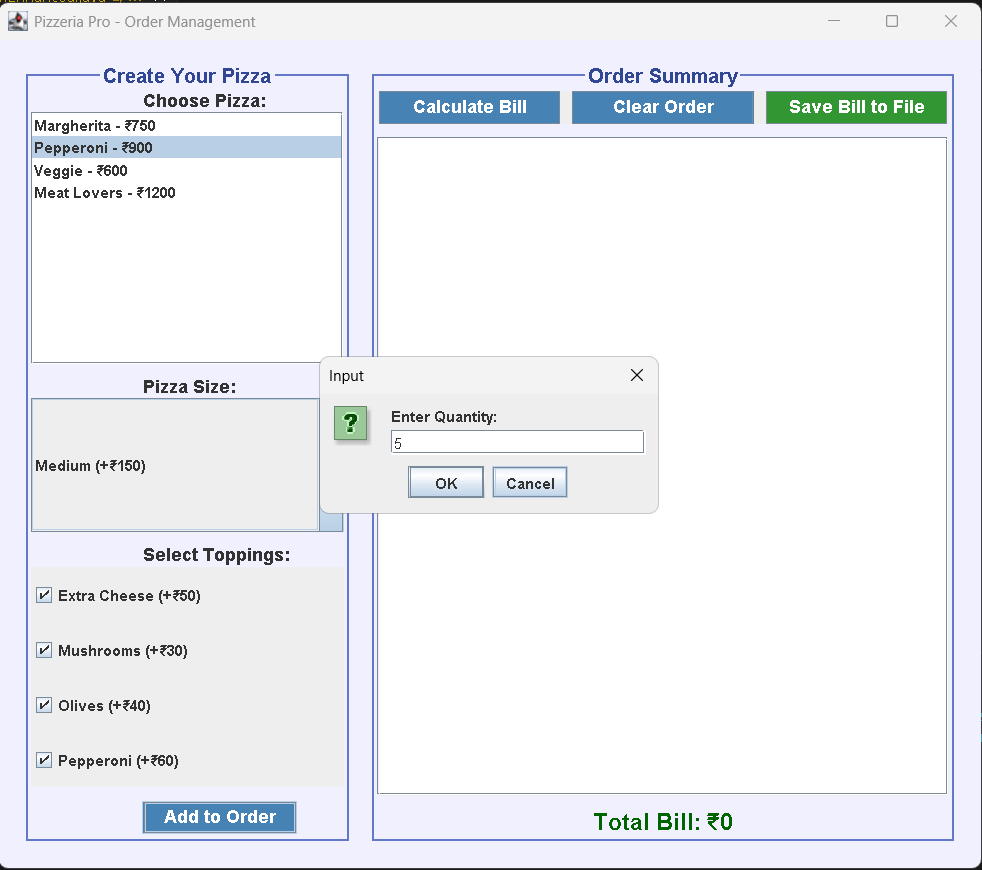 Pizzeria Pro - Order Management
Create Your Pizza
Choose Pizza:
Margherita - ₹750
Pepperoni - ₹900
Veggie - ₹600
Meat Lovers - ₹1200
Pizza Size:
Medium (+₹150)
Select Toppings:
Extra Cheese (+₹50)
Mushrooms (+₹30)
Olives (+₹40)
Pepperoni (+₹60)
Add to Order
Order Summary
Calculate Bill
Clear Order
Save Bill to File
Total Bill: ₹0
Input
?
Enter Quantity:
5
OK
Cancel